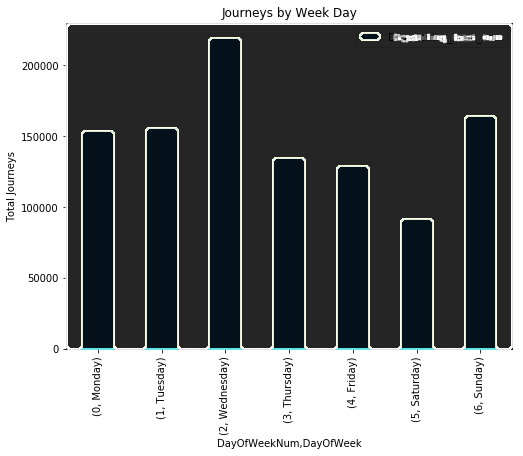 Journeys by Week Day
Total Journeys
200000
150000
100000
50000
0
(0, Monday)
(1, Tuesday)
(2, Wednesday)
(3, Thursday)
(4, Friday)
(5, Saturday)
(6, Sunday)
DayOfWeekNum,DayOfWeek